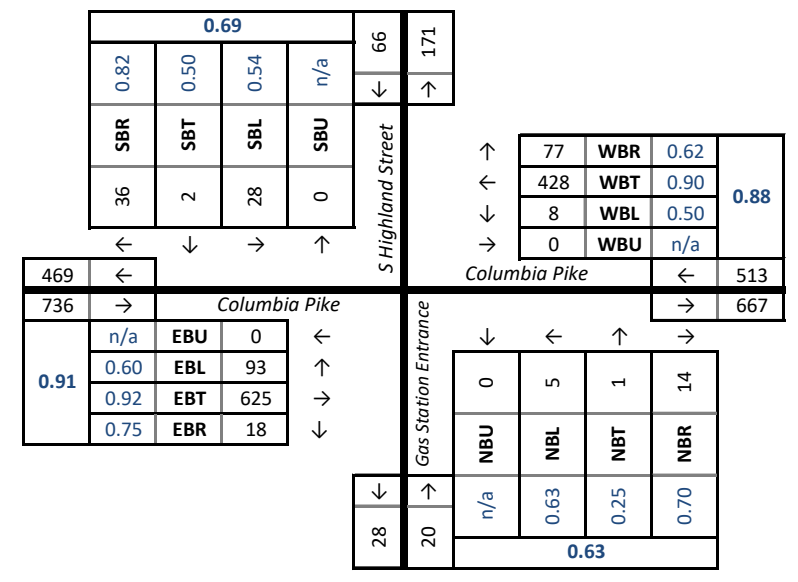 0.69
0.82 0.50 0.54 n/a
SBR SBT SBL SBU
36 2 28 0
← ↓ → ↑
66 171
↓ ↑
S Highland Street
↑ 77 WBR 0.62
← 428 WBT 0.90
↓ 8 WBL 0.50
→ 0 WBU n/a
0.88
469 ←
Columbia Pike
← 513
736 →
Columbia Pike
→ 667
0.91
n/a EBU 0 ←
0.60 EBL 93 ↑
0.92 EBT 625 →
0.75 EBR 18 ↓
Gas Station Entrance
↓ ← ↑ →
0 5 1 14
NBU NBL NBT NBR
n/a 0.63 0.25 0.70
0.63
↓ ↑
28 20